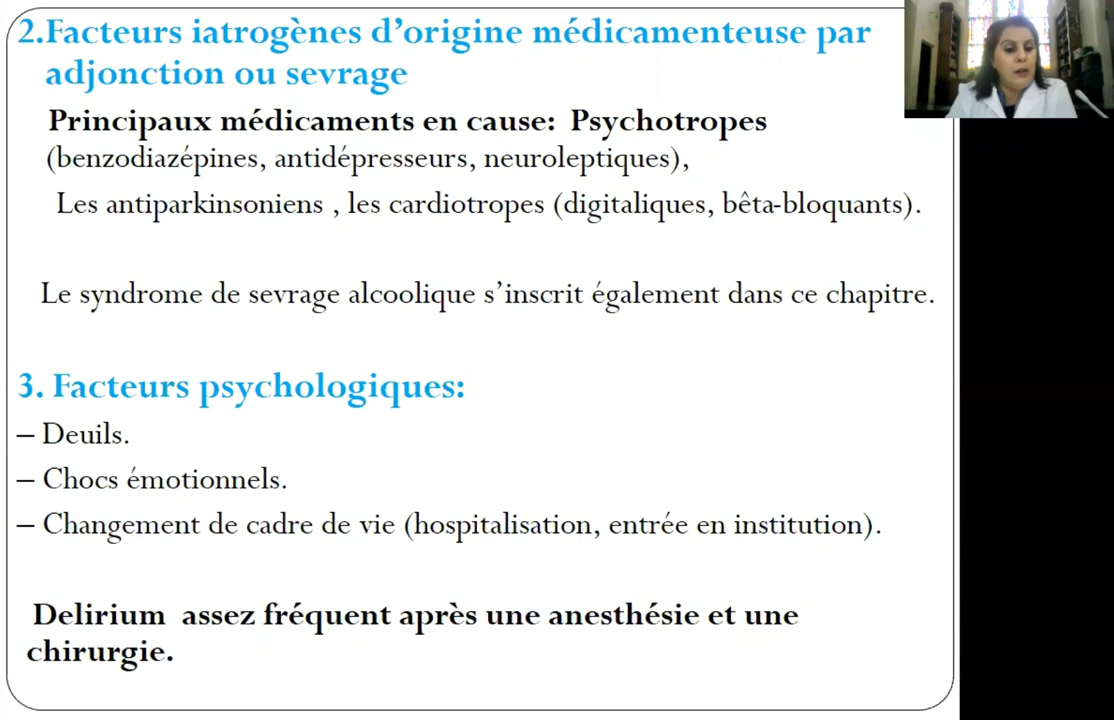 2.Facteurs iatrogènes d’origine médicamenteuse par
adjonction ou sevrage
Principaux médicaments en cause: Psychotropes
(benzodiazépines, antidépresseurs, neuroleptiques),
Les antiparkinsoniens , les cardiotropes (digitaliques, bêta-bloquants).
Le syndrome de sevrage alcoolique s’inscrit également dans ce chapitre.
3. Facteurs psychologiques:
– Deuils.
– Chocs émotionnels.
– Changement de cadre de vie (hospitalisation, entrée en institution).
Delirium assez fréquent après une anesthésie et une
chirurgie.